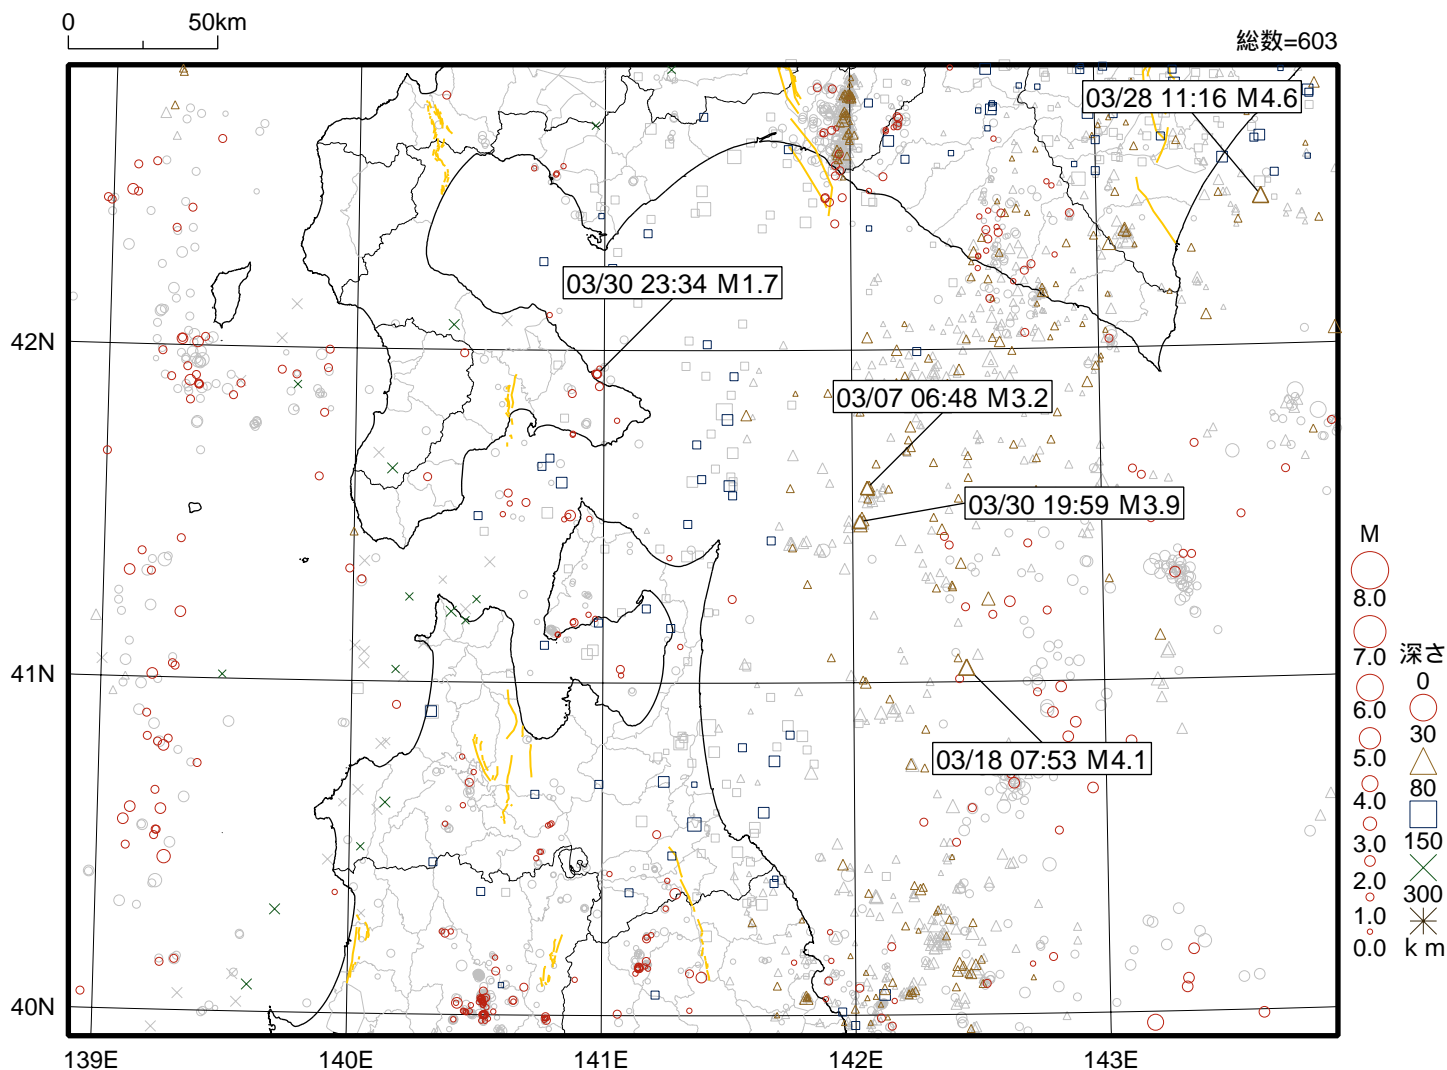 0 50km
総数=603
03/28 11:16 M4.6
03/30 23:34 M1.7
42N
03/07 06:48 M3.2
03/30 19:59 M3.9
41N
03/18 07:53 M4.1
40N
139E 140E 141E 142E 143E
M
8.0
7.0
6.0
5.0
4.0
3.0
2.0
1.0
0.0
深さ
0
30
80
150
300
km